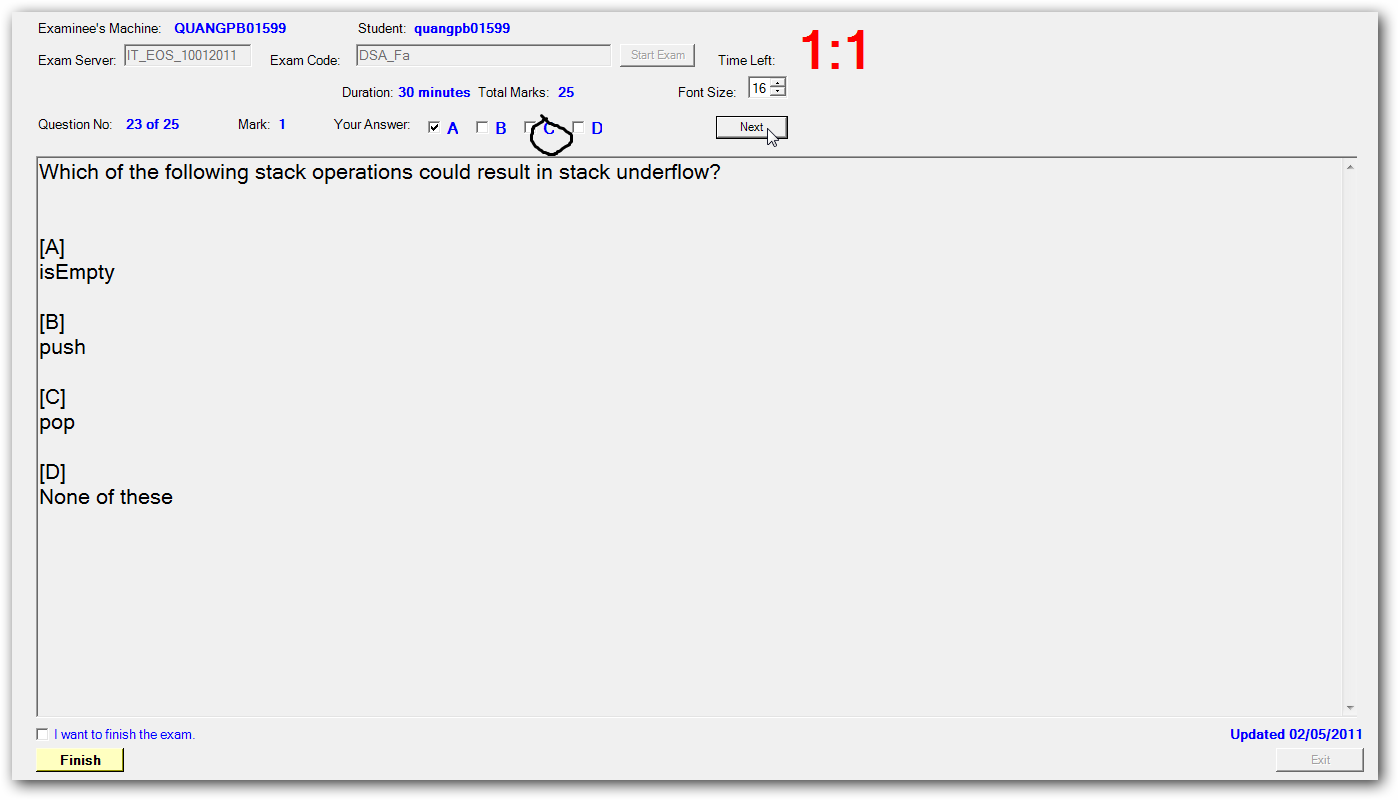 Examinee's Machine: QUANGPB01599 Student: quangpb01599
Exam Server: IT_EOS_10012011 Exam Code: DSA_Fa Start Exam Time Left: 1:1
Duration: 30 minutes Total Marks: 25 Font Size: 16
Question No: 23 of 25 Mark: 1 Your Answer: A B C D Next
Which of the following stack operations could result in stack underflow?
[A]
isEmpty
[B]
push
[C]
pop
[D]
None of these
I want to finish the exam. Updated 02/05/2011
Finish Exit